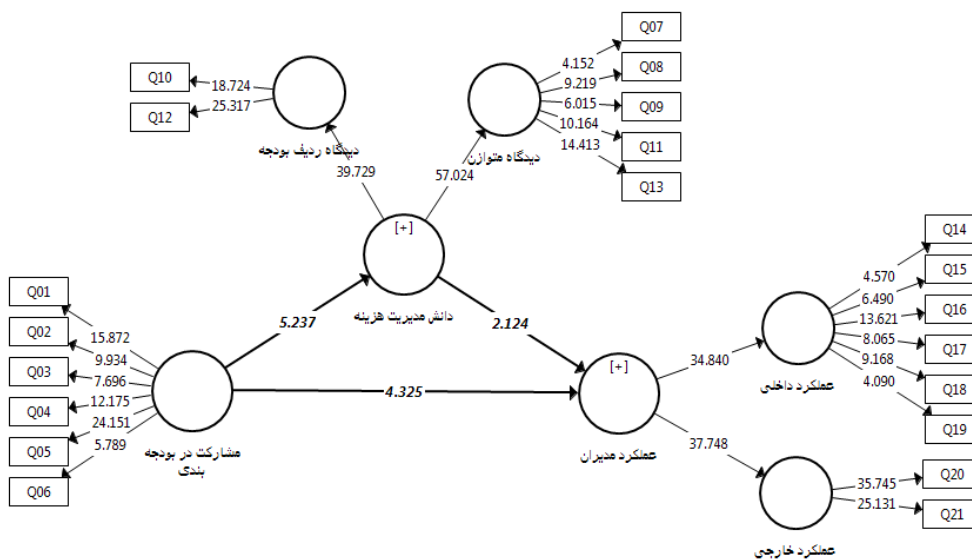 Q07
4.152
Q08
9.219
Q09
6.015
Q11
10.164
Q13
14.413
Q10
18.724
Q12
25.317
دیدگاه ردیف بودجه
دیدگاه متوازن
39.729
57.024
[+]
دانش مدیریت هزینه
Q01
15.872
Q02
9.934
Q03
7.696
Q04
12.175
Q05
24.151
Q06
5.789
مشارکت در بودجه
بندی
5.237
2.124
4.325
[+]
عملکرد مدیران
34.840
37.748
Q14
4.570
Q15
6.490
Q16
13.621
Q17
8.065
Q18
9.168
Q19
4.090
عملکرد داخلی
Q20
35.745
Q21
25.131
عملکرد خارجی